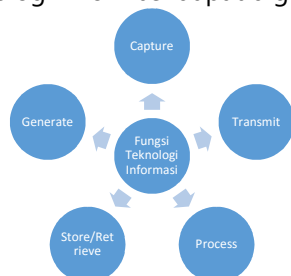 Capture
Generate
Transmit
Fungsi
Teknologi
Informasi
Store/Ret
rieve
Process